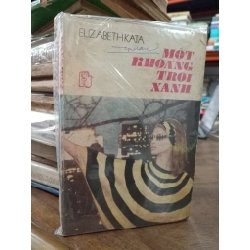 ELIZABETH KATA
MỘT
KHOẢNG
TRỜI
XANH